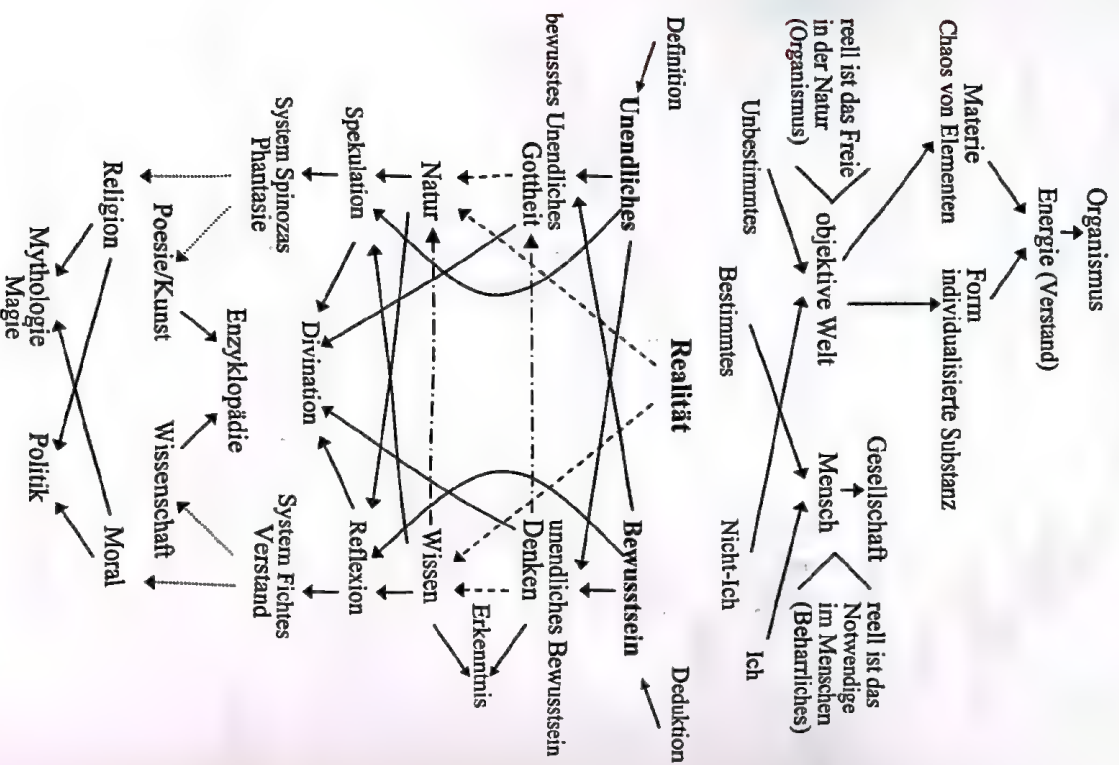 Organismus
Energie (Verstand)
Materie
Chaos von Elementen
Form
individualisierte Substanz
reell ist das Freie
in der Natur
(Organismus)
objektive Welt
Gesellschaft
Mensch
reell ist das
Notwendige
im Menschen
(Beharrliches)
Unbestimmtes
Bestimmtes
Nicht-Ich
Ich
Definition
Realität
Deduktion
Unendliches
Bewusstsein
bewusstes Unendliches
Gottheit
unendliches Bewusstsein
Denken
Erkenntnis
Natur
Wissen
Spekulation
Reflexion
Divination
System Spinozas
Phantasie
System Fichtes
Verstand
Enzyklopädie
Poesie/Kunst
Wissenschaft
Religion
Moral
Mythologie
Magie
Politik